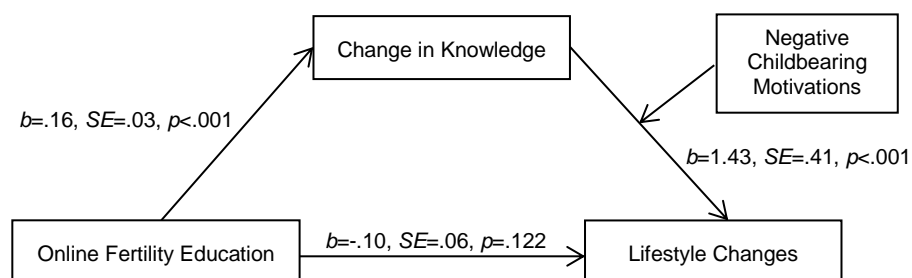 Change in Knowledge
Negative
Childbearing
Motivations
b=.16, SE=.03, p<.001
b=1.43, SE=.41, p<.001
Online Fertility Education
b=-.10, SE=.06, p=.122
Lifestyle Changes